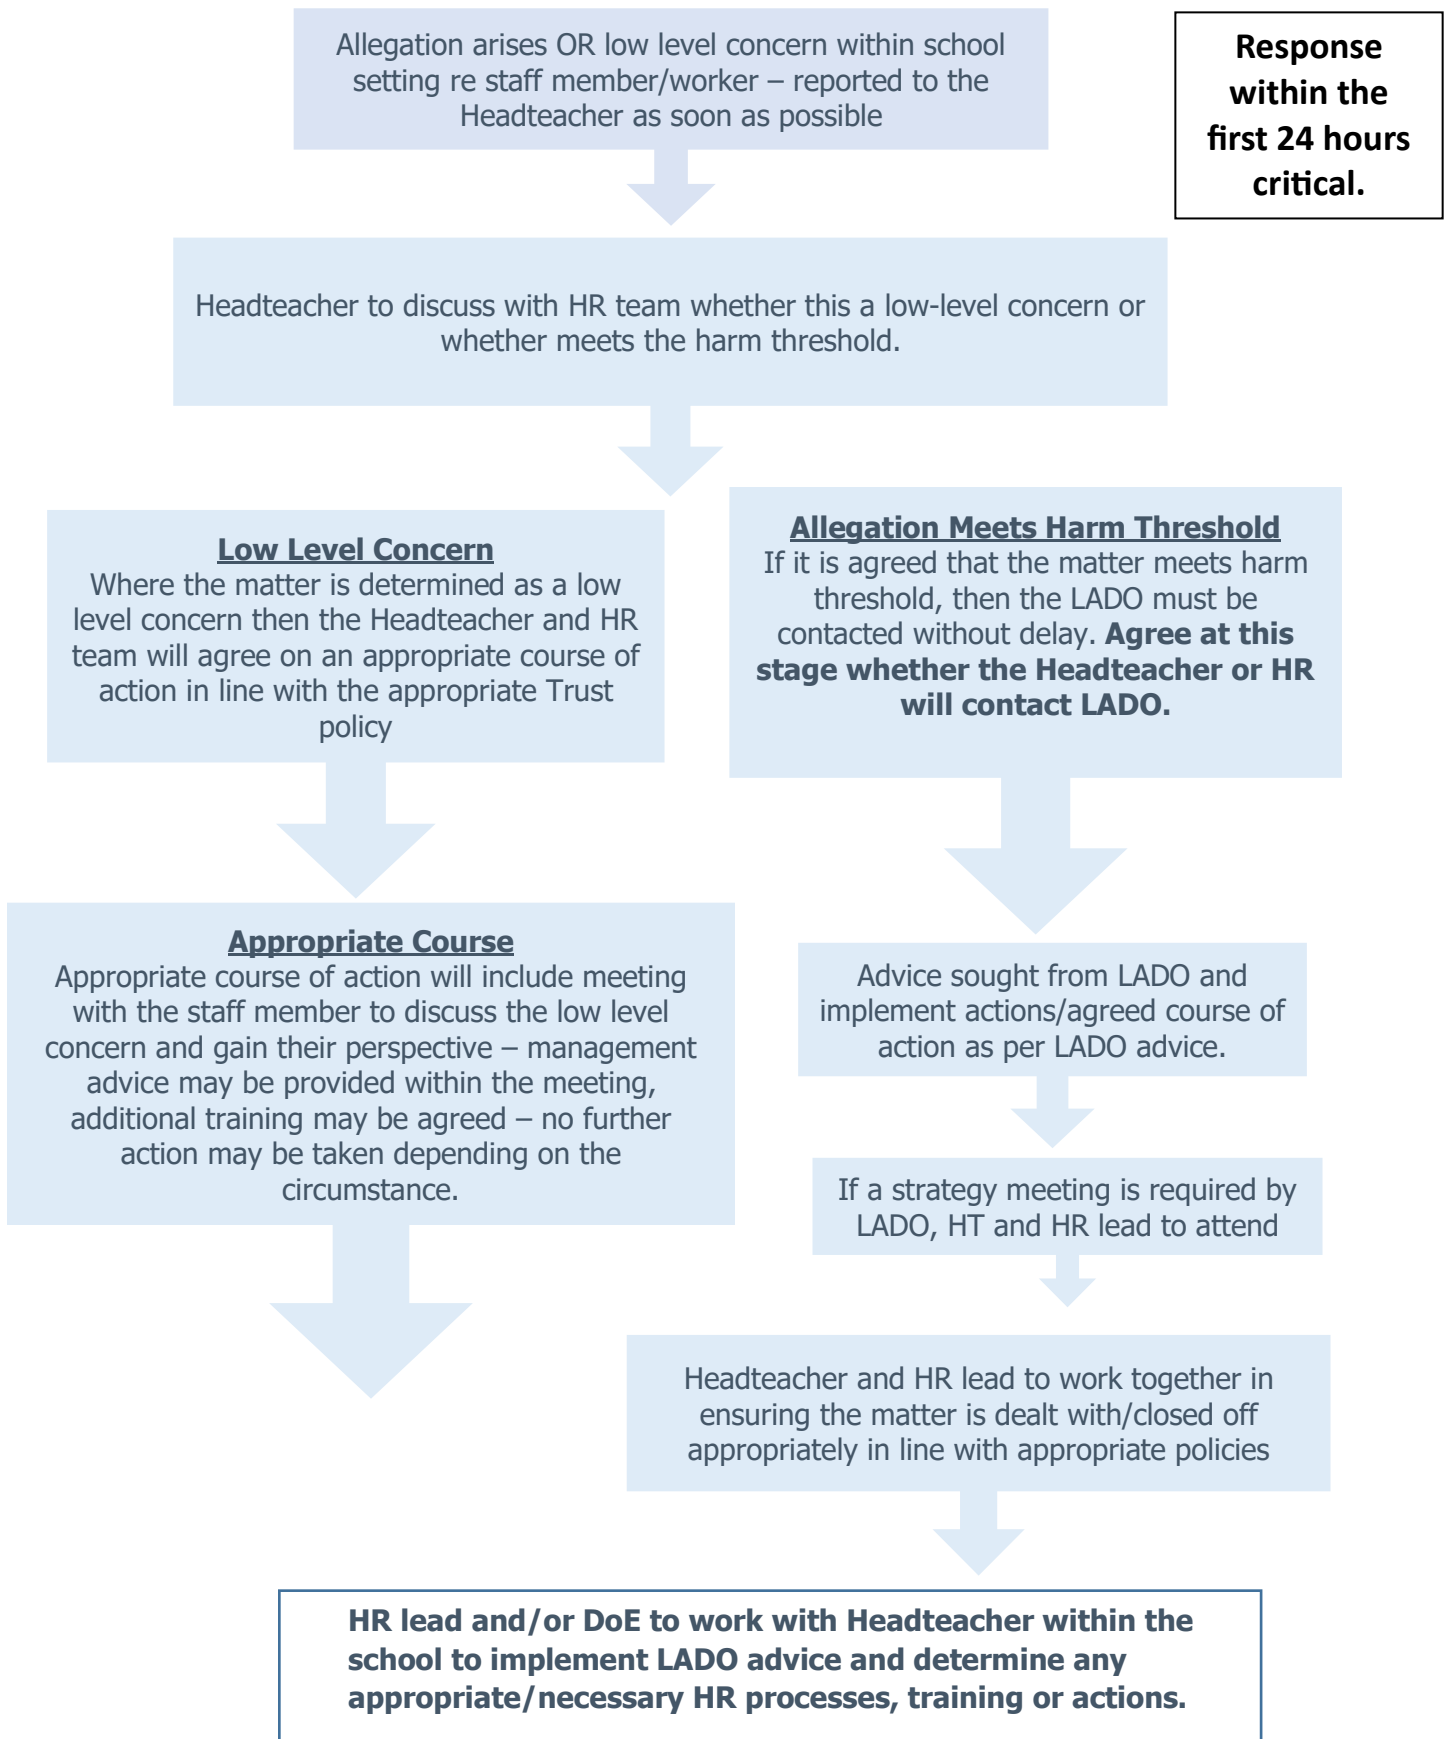 Allegation arises OR low level concern within school
setting re staff member/worker – reported to the
Headteacher as soon as possible
Response
within the
first 24 hours
critical.
Headteacher to discuss with HR team whether this a low-level concern or
whether meets the harm threshold.
Low Level Concern
Where the matter is determined as a low
level concern then the Headteacher and HR
team will agree on an appropriate course of
action in line with the appropriate Trust
policy
Allegation Meets Harm Threshold
If it is agreed that the matter meets harm
threshold, then the LADO must be
contacted without delay. Agree at this
stage whether the Headteacher or HR
will contact LADO.
Appropriate Course
Appropriate course of action will include meeting
with the staff member to discuss the low level
concern and gain their perspective – management
advice may be provided within the meeting,
additional training may be agreed – no further
action may be taken depending on the
circumstance.
Advice sought from LADO and
implement actions/agreed course of
action as per LADO advice.
If a strategy meeting is required by
LADO, HT and HR lead to attend
Headteacher and HR lead to work together in
ensuring the matter is dealt with/closed off
appropriately in line with appropriate policies
HR lead and/or DoE to work with Headteacher within the
school to implement LADO advice and determine any
appropriate/necessary HR processes, training or actions.